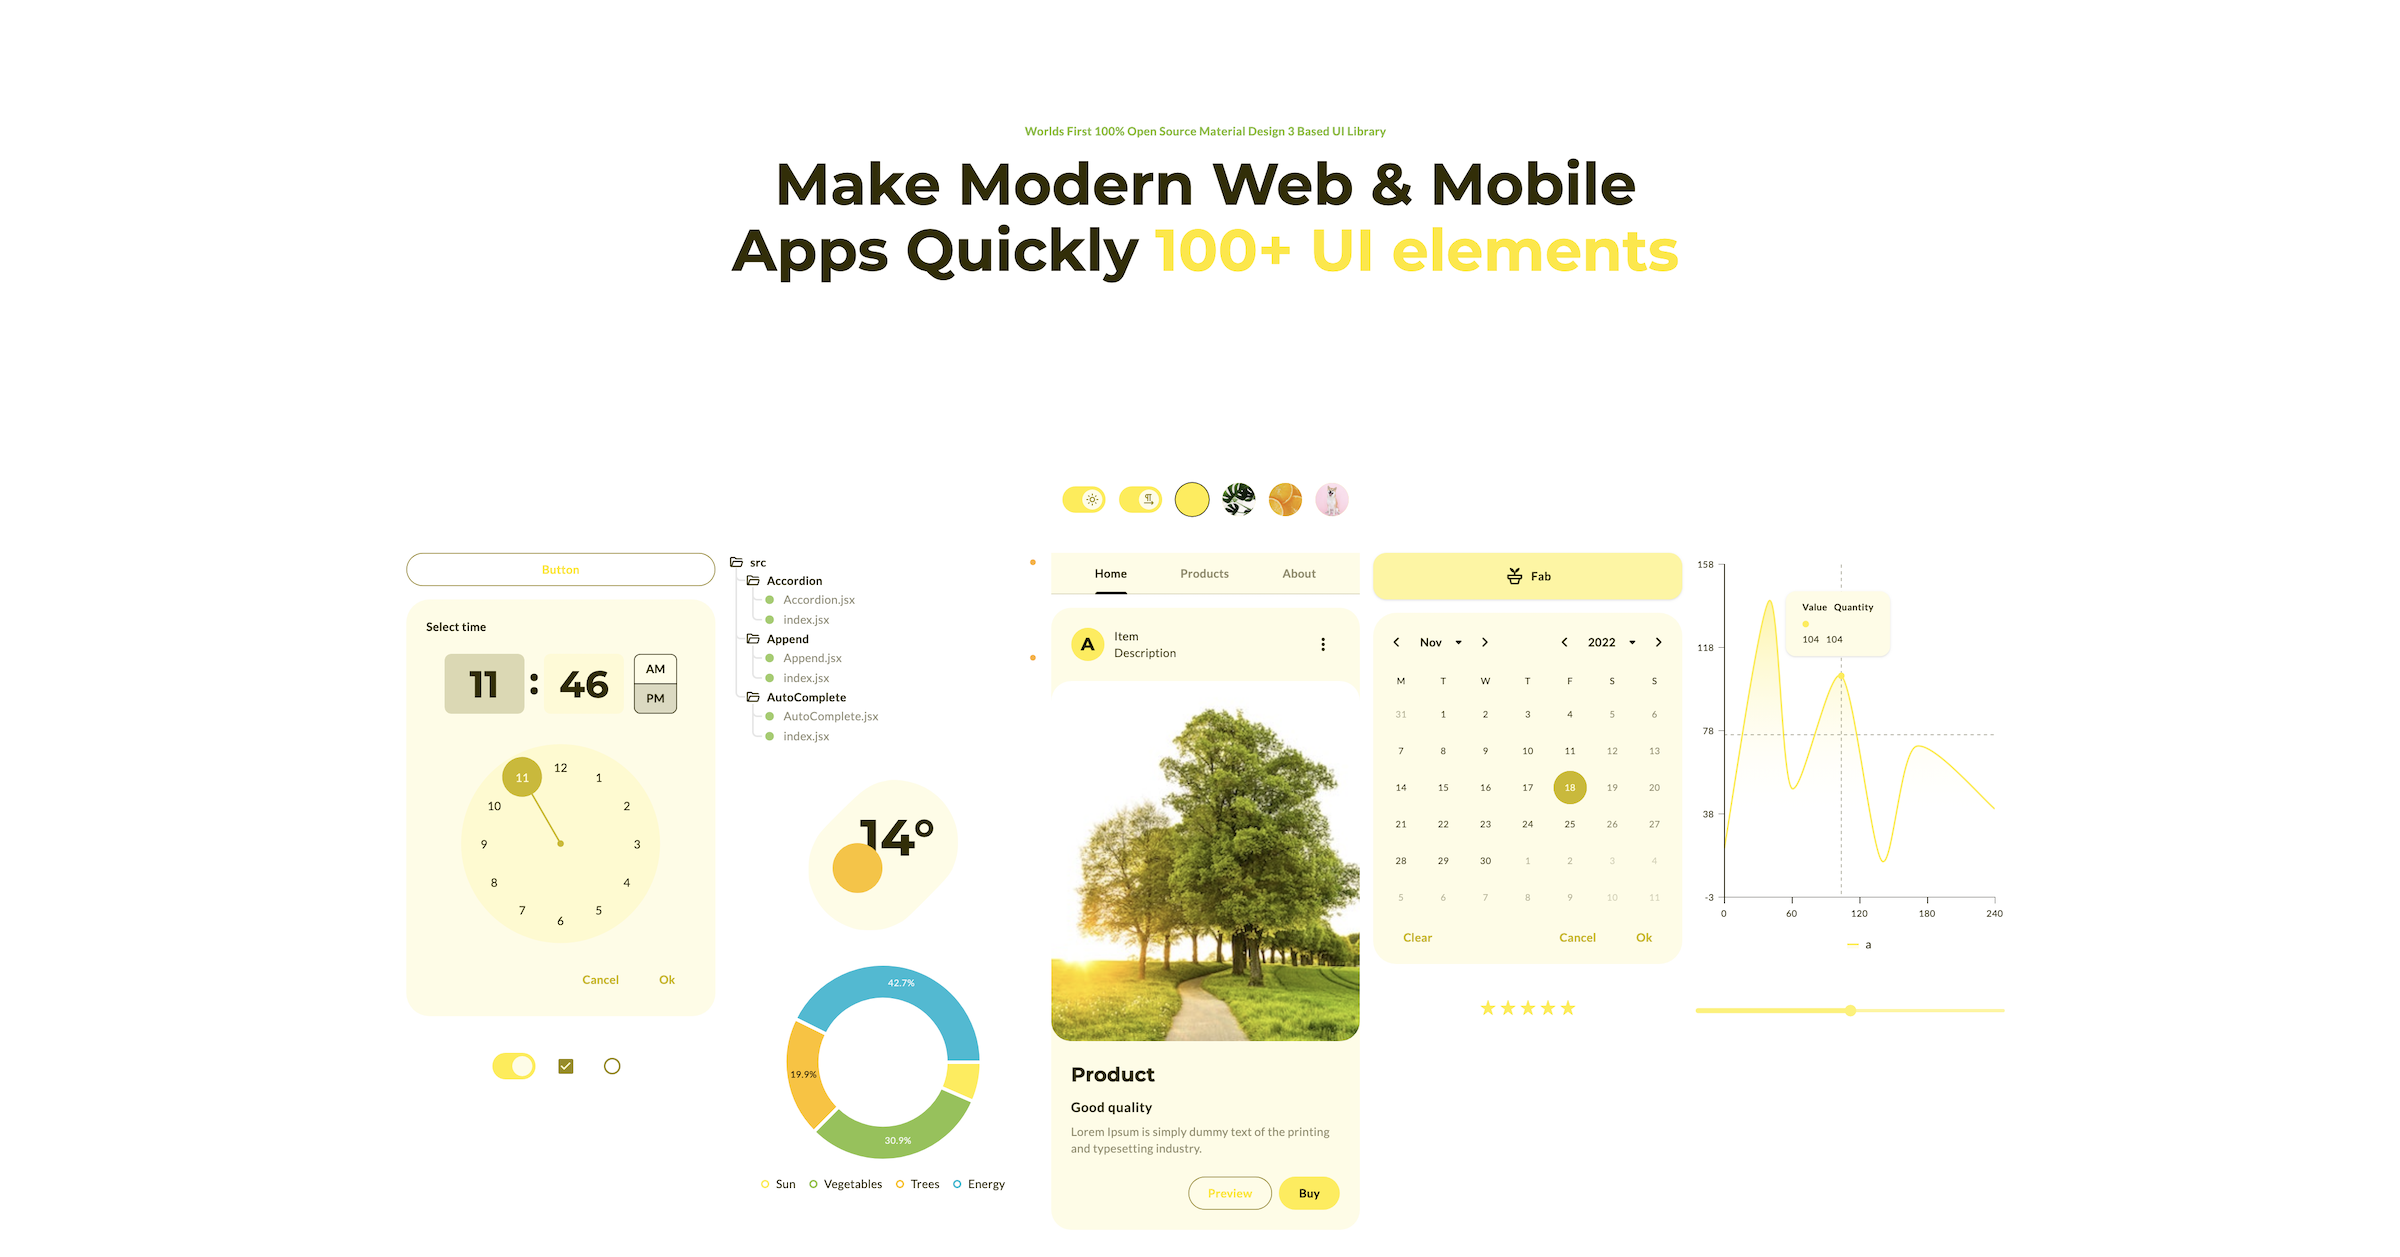 Worlds First 100% Open Source Material Design 3 Based UI Library
Make Modern Web & Mobile
Apps Quickly 100+ UI elements
Button
Select time
11 : 46
AM
PM
12
1
2
3
4
5
6
7
8
9
10
11
Cancel Ok
src
Accordion
Accordion.jsx
index.jsx
Append
Append.jsx
index.jsx
AutoComplete
AutoComplete.jsx
index.jsx
14°
42.7%
19.9%
30.9%
Sun Vegetables Trees Energy
Home Products About
A
Item
Description
Product
Good quality
Lorem Ipsum is simply dummy text of the printing
and typesetting industry.
Preview Buy
Fab
Nov 2022
M T W T F S S
31 1 2 3 4 5 6
7 8 9 10 11 12 13
14 15 16 17 18 19 20
21 22 23 24 25 26 27
28 29 30 1 2 3 4
5 6 7 8 9 10 11
Clear Cancel Ok
158
118
78
38
-3
0 60 120 180 240
Value Quantity
104 104
a